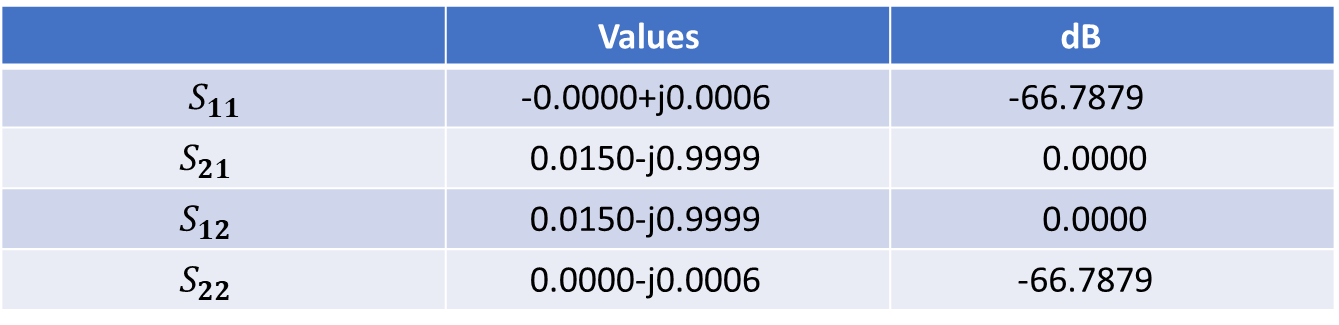 Values dB
S₁₁ -0.0000+j0.0006 -66.7879
S₂₁ 0.0150-j0.9999 0.0000
S₁₂ 0.0150-j0.9999 0.0000
S₂₂ 0.0000-j0.0006 -66.7879